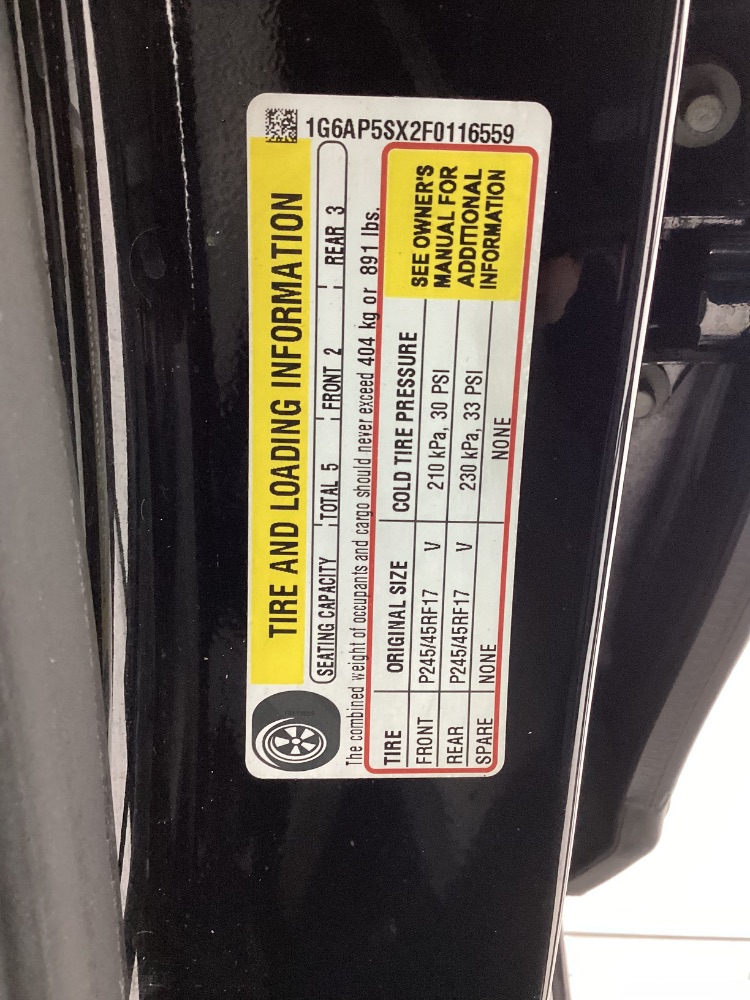 1G6AP5SX2F0116559
TIRE AND LOADING INFORMATION
SEATING CAPACITY TOTAL 5 FRONT 2 REAR 3
The combined weight of occupants and cargo should never exceed 404 kg or 891 lbs.
TIRE ORIGINAL SIZE COLD TIRE PRESSURE
FRONT P245/45RF17 V 210 kPa, 30 PSI
REAR P245/45RF17 V 230 kPa, 33 PSI
SPARE NONE NONE
SEE OWNER'S
MANUAL FOR
ADDITIONAL
INFORMATION